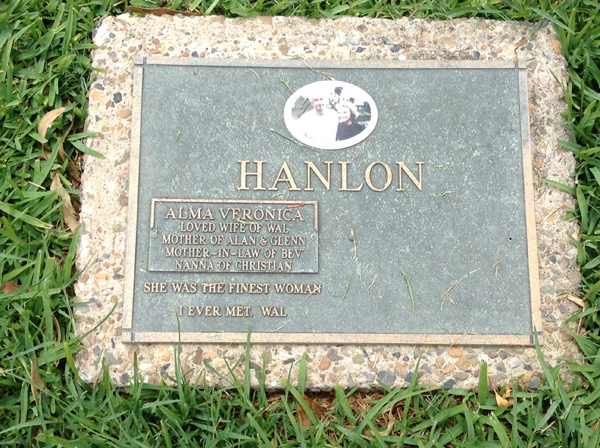 HANLON
ALMA VERONICA
LOVED WIFE OF WAL
MOTHER OF ALAN & GLENN
MOTHER-IN-LAW OF BEV
NANNA OF CHRISTIAN
SHE WAS THE FINEST WOMAN
I EVER MET, WAL